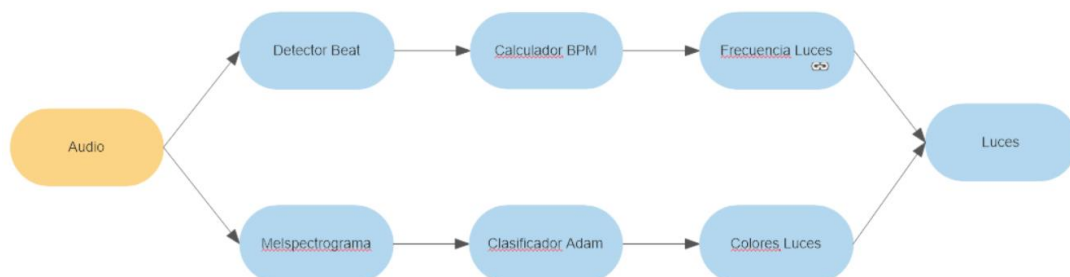 Detector Beat
Calculador BPM
Frecuencia Luces
Audio
Luces
Melspectrograma
Clasificador Adam
Colores Luces